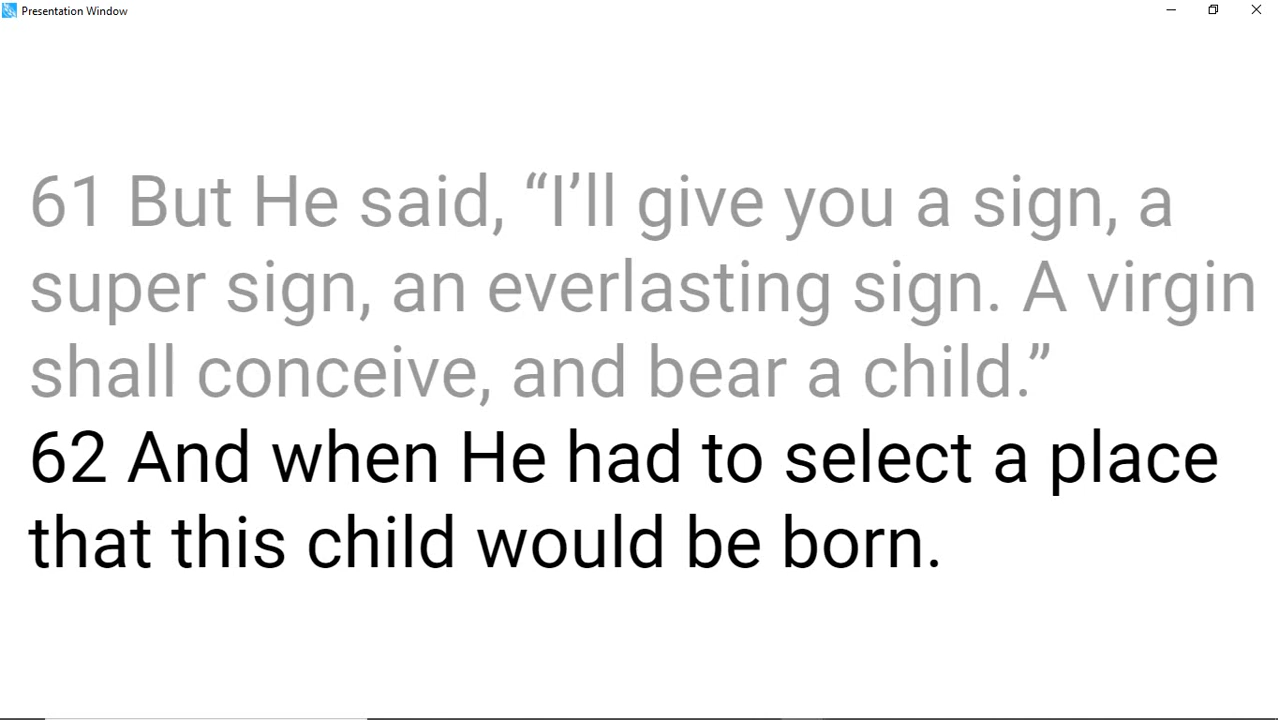 Presentation Window
61 But He said, “I’ll give you a sign, a
super sign, an everlasting sign. A virgin
shall conceive, and bear a child.”
62 And when He had to select a place
that this child would be born.